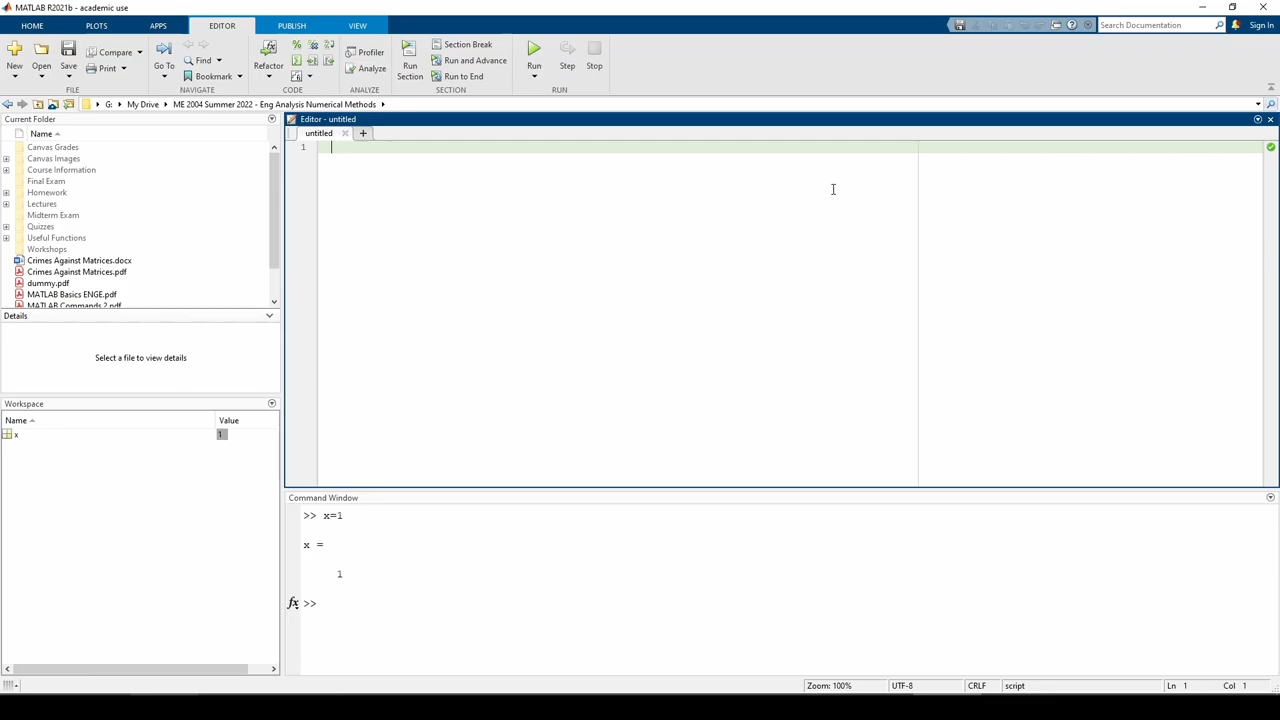 MATLAB R2021b - academic use
HOME PLOTS APPS EDITOR PUBLISH VIEW
Search Documentation
Sign In
New
Open
Save
Compare
Print
FILE
Go To
Find
Bookmark
NAVIGATE
Refactor
CODE
Profiler
Analyze
ANALYZE
Run Section
Section Break
Run and Advance
Run to End
SECTION
Run
Step
Stop
RUN
G: My Drive ME 2004 Summer 2022 - Eng Analysis Numerical Methods
Current Folder
Name
Canvas Grades
Canvas Images
Course Information
Final Exam
Homework
Lectures
Midterm Exam
Quizzes
Useful Functions
Workshops
Crimes Against Matrices.docx
Crimes Against Matrices.pdf
dummy.pdf
MATLAB Basics ENGE.pdf
MATLAB Commands 2.pdf
Details
Select a file to view details
Workspace
Name Value
x 1
Editor - untitled
untitled
1
Command Window
>> x=1
x =
1
fx >>
Zoom: 100% UTF-8 CRLF script Ln 1 Col 1